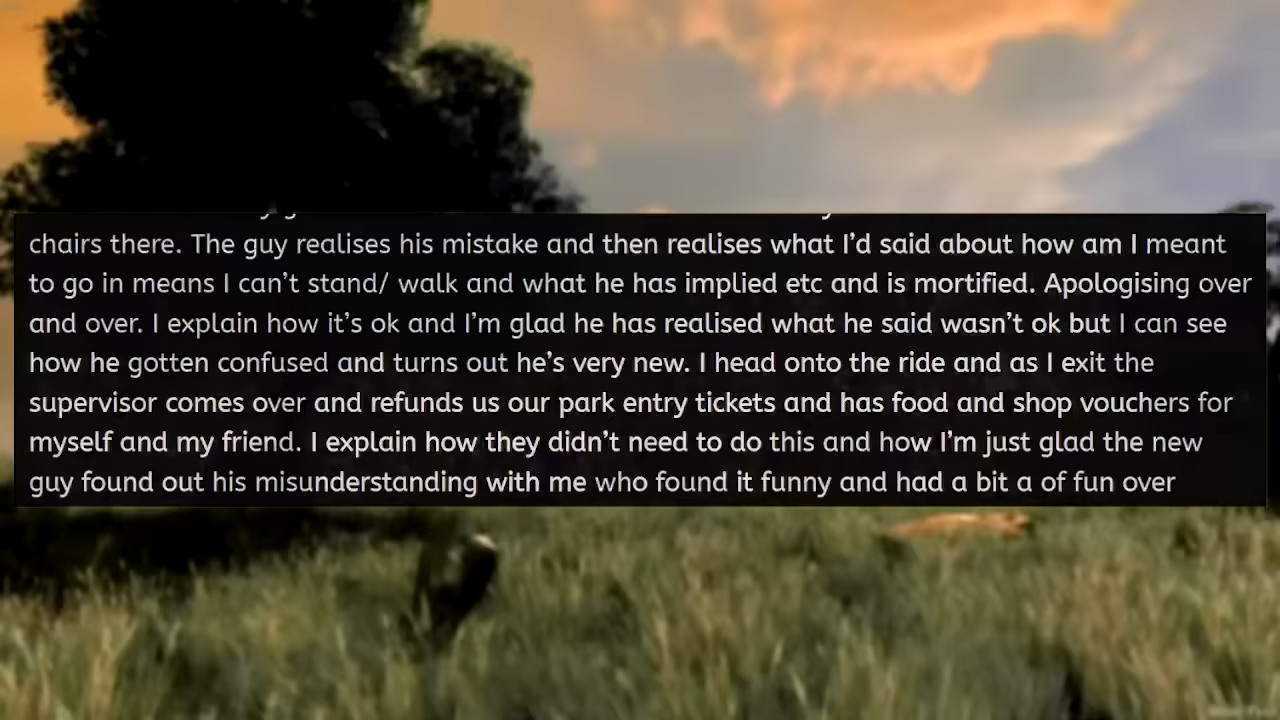 chairs there. The guy realises his mistake and then realises what I'd said about how am I meant
to go in means I can't stand/ walk and what he has implied etc and is mortified. Apologising over
and over. I explain how it's ok and I'm glad he has realised what he said wasn't ok but I can see
how he gotten confused and turns out he's very new. I head onto the ride and as I exit the
supervisor comes over and refunds us our park entry tickets and has food and shop vouchers for
myself and my friend. I explain how they didn't need to do this and how I'm just glad the new
guy found out his misunderstanding with me who found it funny and had a bit a of fun over